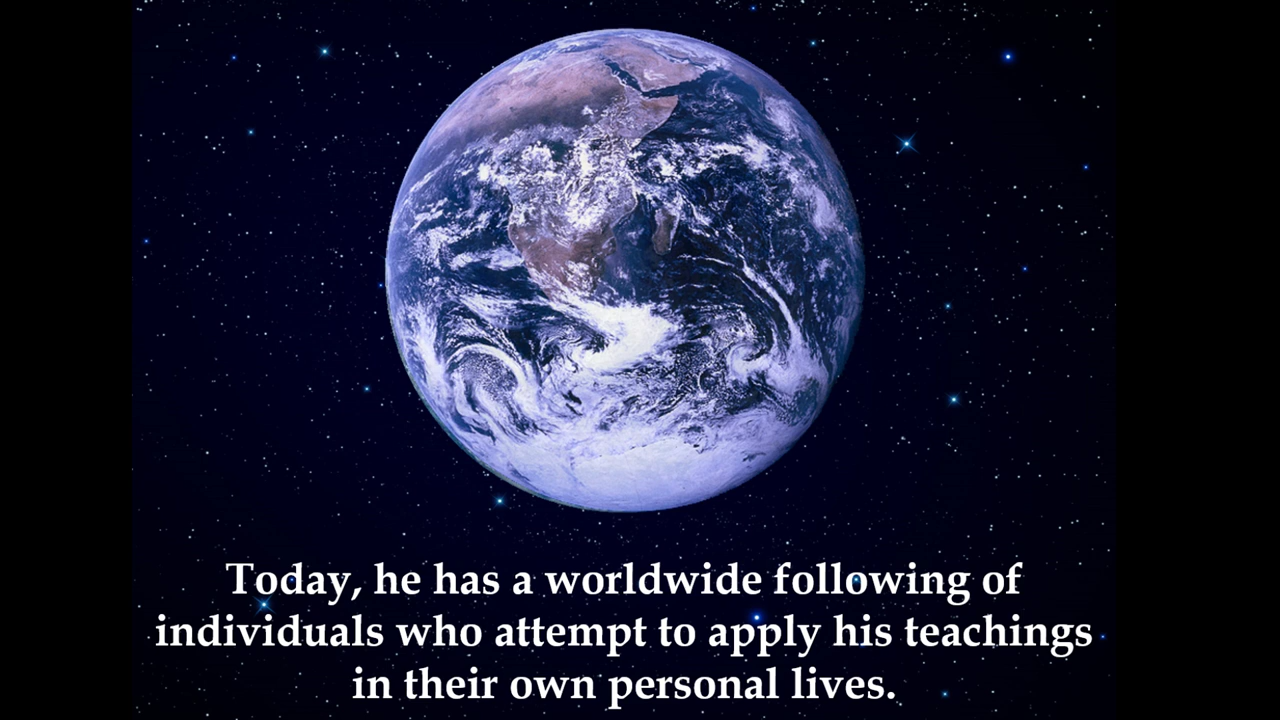 Today, he has a worldwide following of
individuals who attempt to apply his teachings
in their own personal lives.